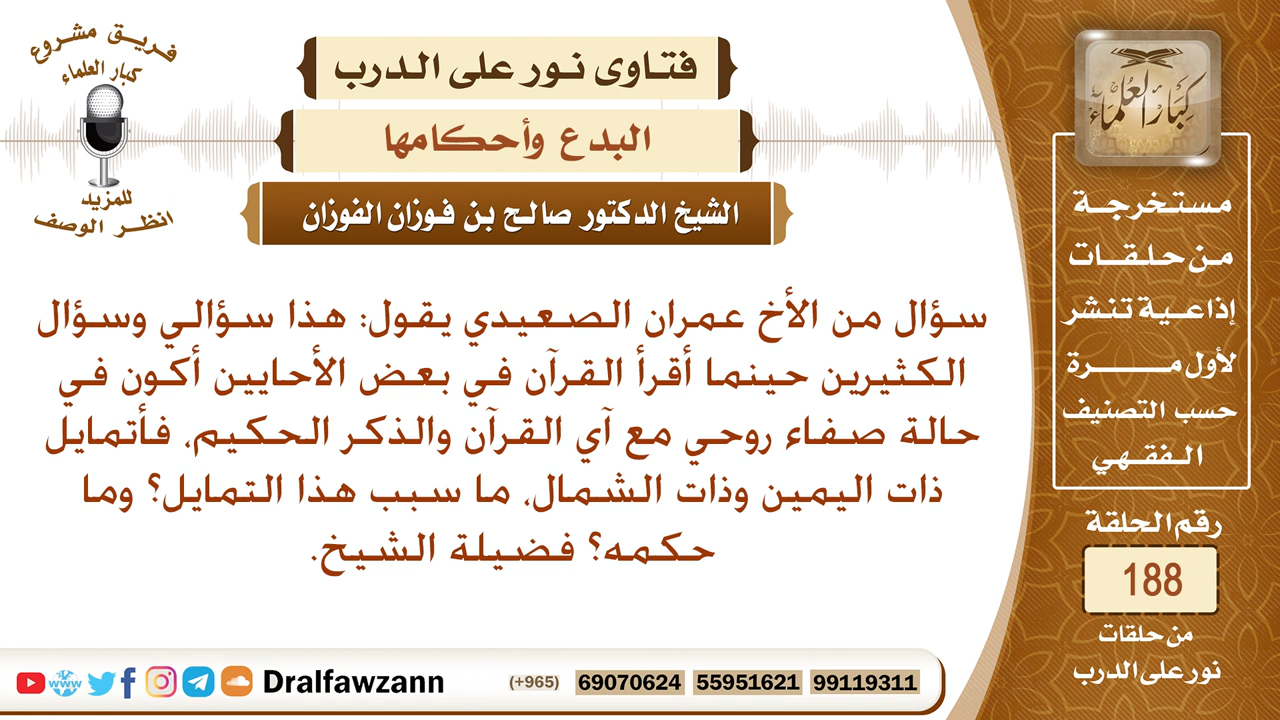 فريق مشروع
كبار العلماء
للمزيد
انظر الوصف
فتاوى نور على الدرب
البدع وأحكامها
الشيخ الدكتور صالح بن فوزان الفوزان
سؤال من الأخ عمران الصعيدي يقول: هذا سؤالي وسؤال
الكثيرين حينما أقرأ القرآن في بعض الأحايين أكون في
حالة صفاء روحي مع آي القرآن والذكر الحكيم، فأتمايل
ذات اليمين وذات الشمال، ما سبب هذا التمايل؟ وما
حكمه؟ فضيلة الشيخ.
كبار العلماء
مستخرجة
من حلقات
إذاعية تنشر
لأول مرة
حسب التصنيف
الفقهي
رقم الحلقة
188
من حلقات
نور على الدرب
www Dralfawzann (+965) 69070624 55951621 99119311